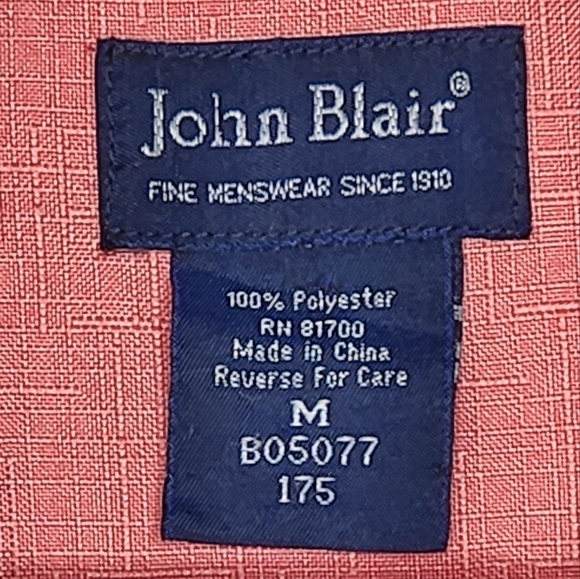 John Blair®
FINE MENSWEAR SINCE 1910
100% Polyester
RN 81700
Made in China
Reverse For Care
M
B05077
175